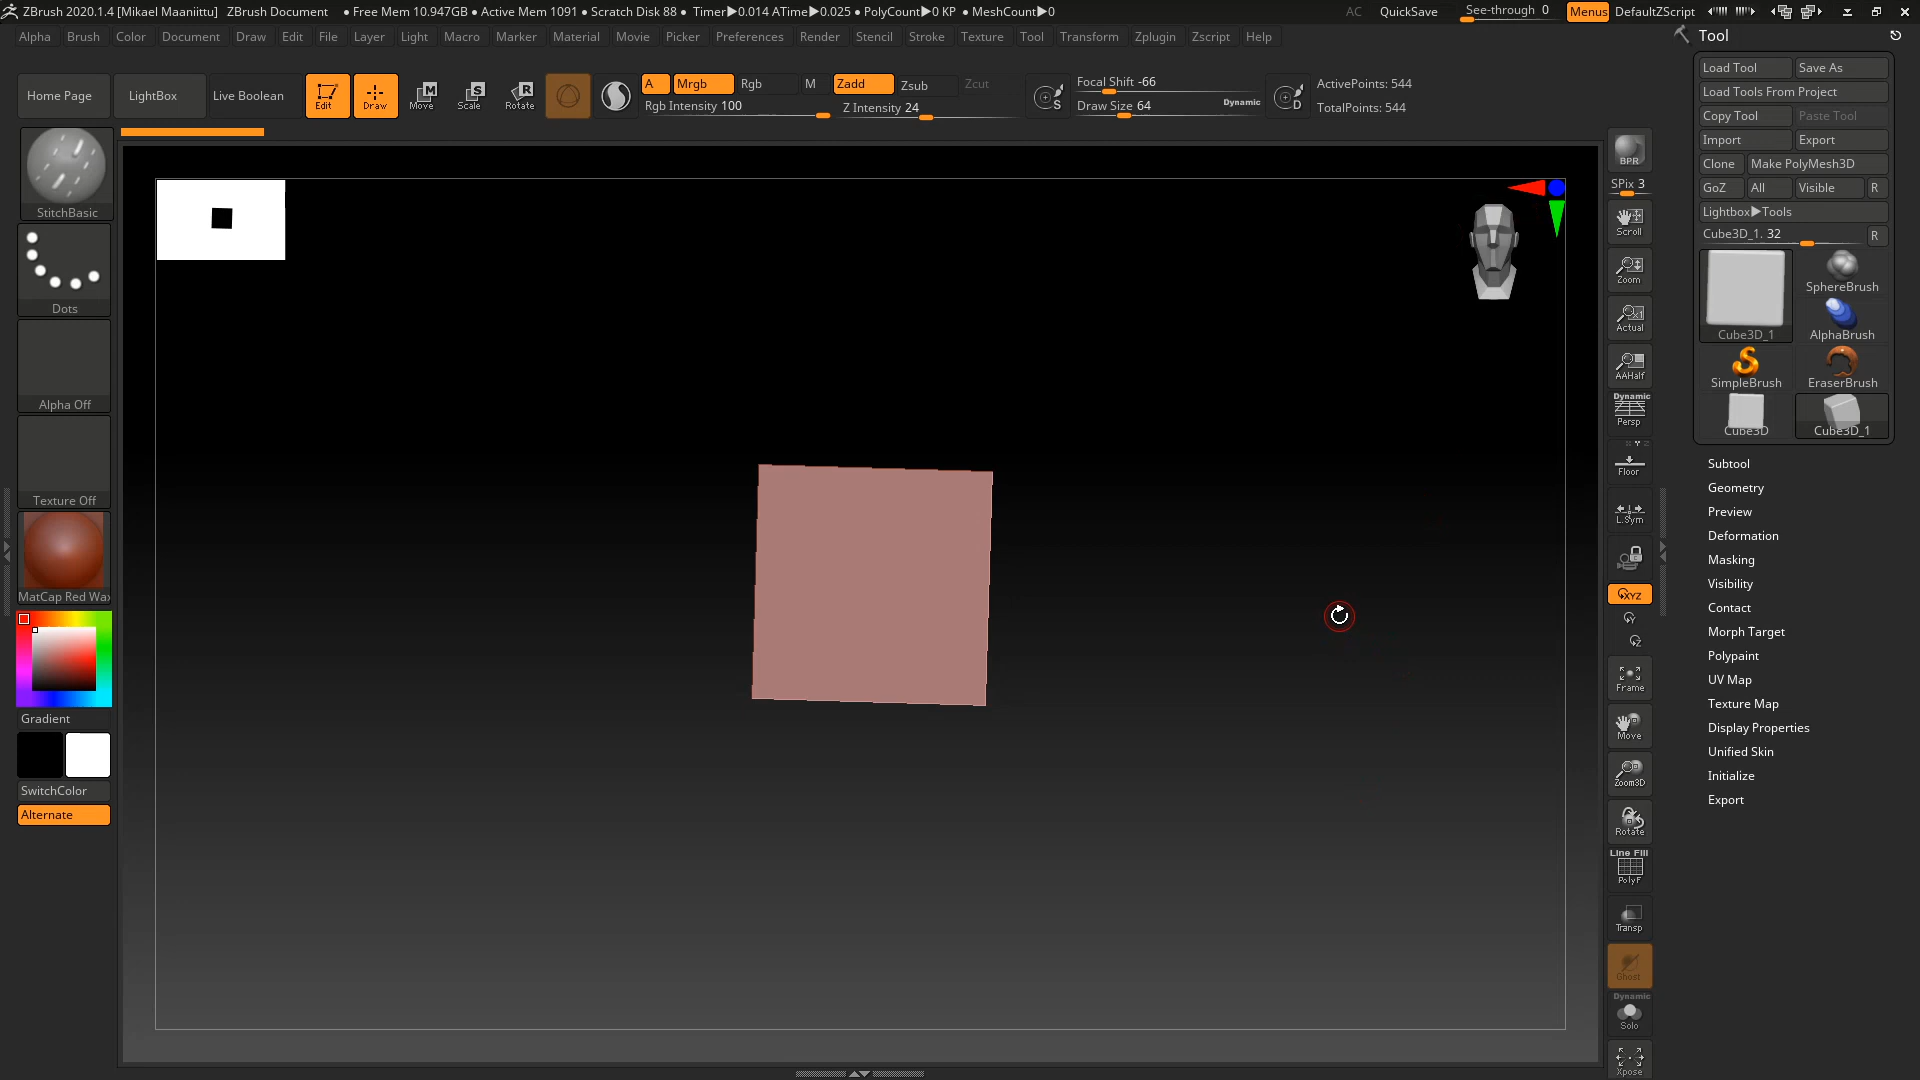 ZBrush 2020.1.4 [Mikael Maaniittu] ZBrush Document • Free Mem 10.947GB • Active Mem 1091 • Scratch Disk 88 • Timer▶0.014 ATime▶0.025 • PolyCount▶0 KP • MeshCount▶0 AC QuickSave See-through 0 Menus DefaultZScript
Alpha Brush Color Document Draw Edit File Layer Light Macro Marker Material Movie Picker Preferences Render Stencil Stroke Texture Tool Transform Zplugin Zscript Help
Home Page LightBox Live Boolean Edit Draw Move Scale Rotate
A Mrgb Rgb M Zadd Zsub Zcut
Rgb Intensity 100 Z Intensity 24
S Focal Shift -66
Draw Size 64 Dynamic D
ActivePoints: 544
TotalPoints: 544
StitchBasic
Dots
Alpha Off
Texture Off
MatCap Red Wax
Gradient
SwitchColor
Alternate
BPR
SPix 3
Scroll
Zoom
Actual
AAHalf
Dynamic
Persp
Floor
L.Sym
XYZ
Y
Z
Frame
Move
Zoom3D
Rotate
Line Fill
PolyF
Transp
Ghost
Dynamic
Solo
Xpose
Tool
Load Tool Save As
Load Tools From Project
Copy Tool Paste Tool
Import Export
Clone Make PolyMesh3D
GoZ All Visible R
Lightbox▶Tools
Cube3D_1. 32 R
Cube3D_1 SphereBrush
AlphaBrush
SimpleBrush EraserBrush
Cube3D Cube3D_1
Subtool
Geometry
Preview
Deformation
Masking
Visibility
Contact
Morph Target
Polypaint
UV Map
Texture Map
Display Properties
Unified Skin
Initialize
Export